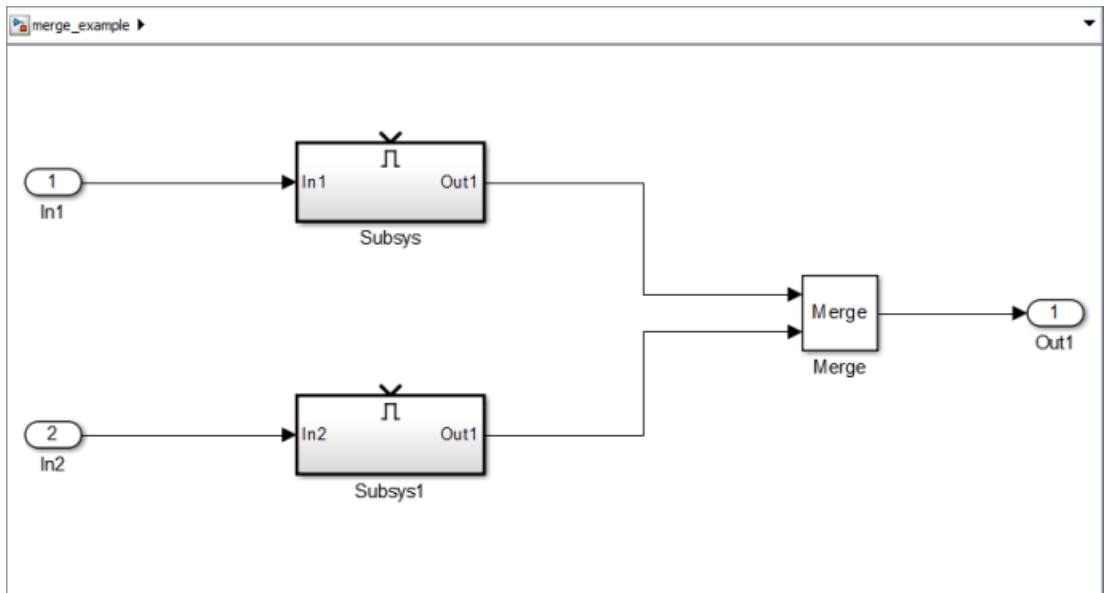 merge_example
1
In1 Out1
In1
Subsys
Merge
1
Merge
Out1
2
In2 Out1
In2
Subsys1